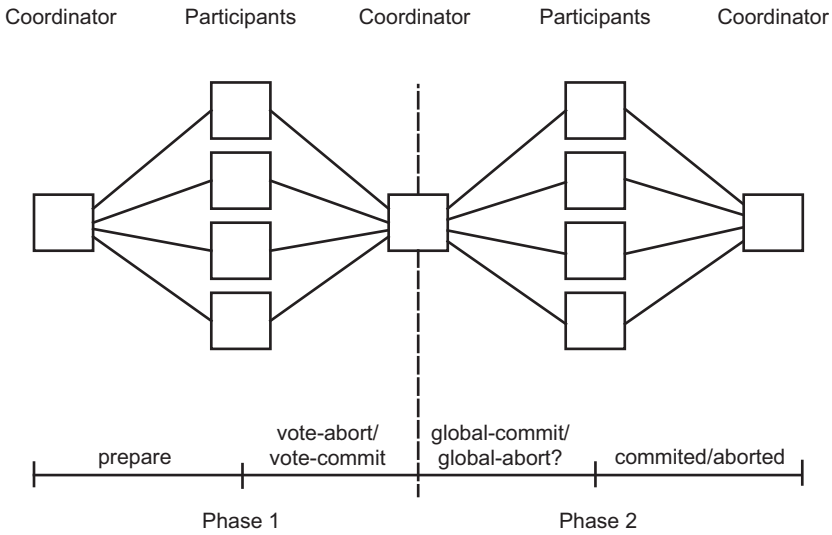 Coordinator Participants Coordinator Participants Coordinator
vote-abort/ global-commit/
prepare vote-commit global-abort? commited/aborted
Phase 1 Phase 2